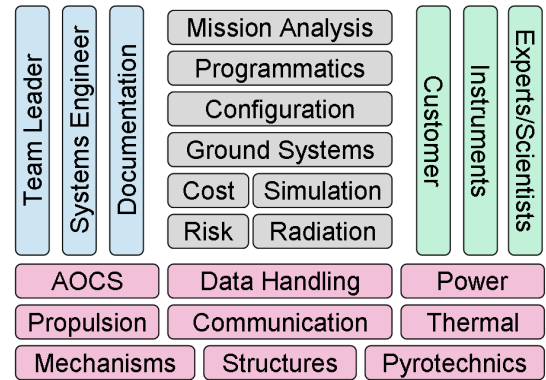 Team Leader
Systems Engineer
Documentation
Mission Analysis
Programmatics
Configuration
Ground Systems
Cost
Simulation
Risk
Radiation
Customer
Instruments
Experts/Scientists
AOCS
Data Handling
Power
Propulsion
Communication
Thermal
Mechanisms
Structures
Pyrotechnics